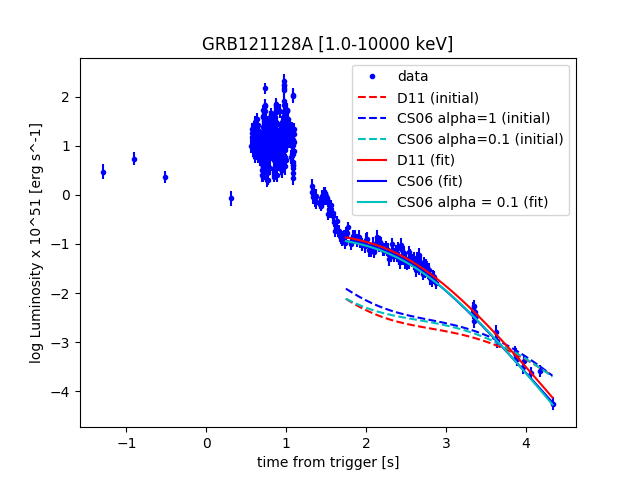 GRB121128A [1.0-10000 keV]
log Luminosity x 10^51 [erg s^-1]
2
1
0
−1
−2
−3
−4
data
D11 (initial)
CS06 alpha=1 (initial)
CS06 alpha=0.1 (initial)
D11 (fit)
CS06 (fit)
CS06 alpha = 0.1 (fit)
−1 0 1 2 3 4
time from trigger [s]